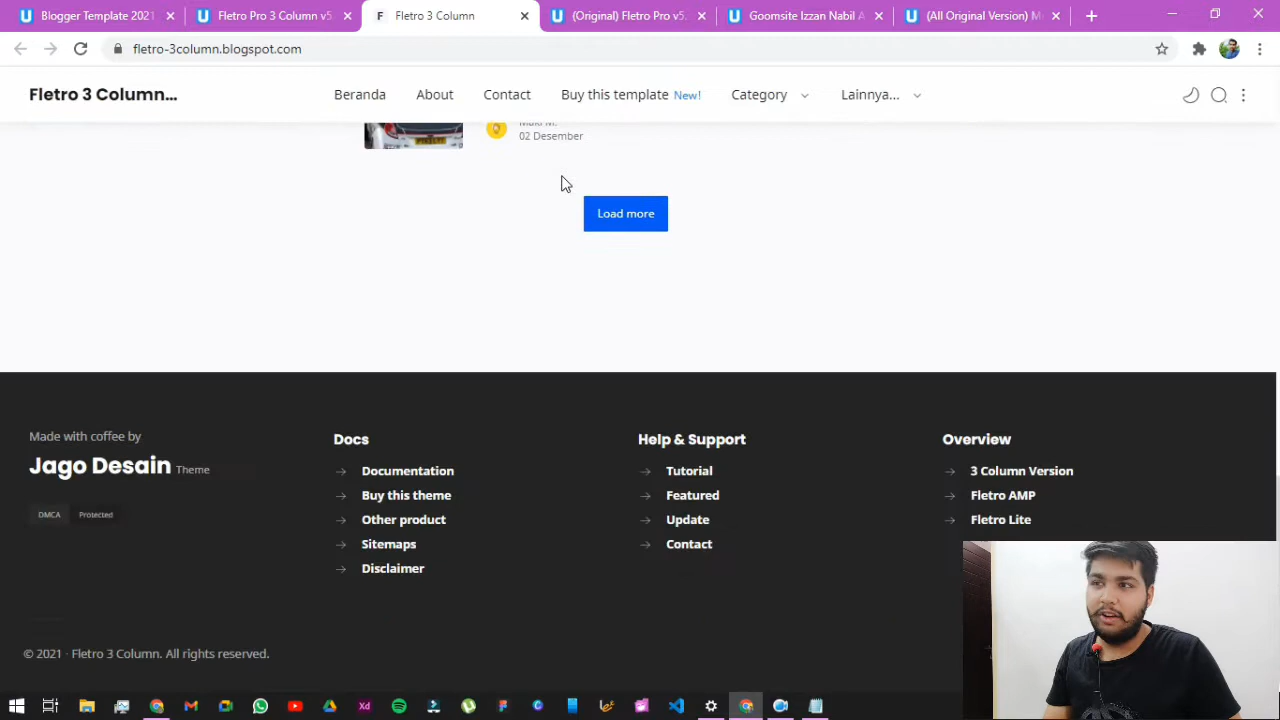 Blogger Template 2021
Fletro Pro 3 Column v5
Fletro 3 Column
(Original) Fletro Pro v5.
Goomsite Izzan Nabil A
(All Original Version) M
fletro-3column.blogspot.com
Fletro 3 Column...
Beranda
About
Contact
Buy this template New!
Category
Lainnya...
02 Desember
Load more
Made with coffee by
Jago Desain Theme
DMCA Protected
Docs
Documentation
Buy this theme
Other product
Sitemaps
Disclaimer
Help & Support
Tutorial
Featured
Update
Contact
Overview
3 Column Version
Fletro AMP
Fletro Lite
© 2021 · Fletro 3 Column. All rights reserved.